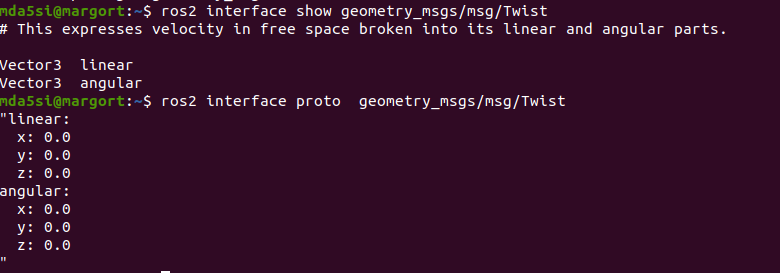 mda5si@margort:~$ ros2 interface show geometry_msgs/msg/Twist
# This expresses velocity in free space broken into its linear and angular parts.
Vector3  linear
Vector3  angular
mda5si@margort:~$ ros2 interface proto  geometry_msgs/msg/Twist
"linear:
  x: 0.0
  y: 0.0
  z: 0.0
angular:
  x: 0.0
  y: 0.0
  z: 0.0
"